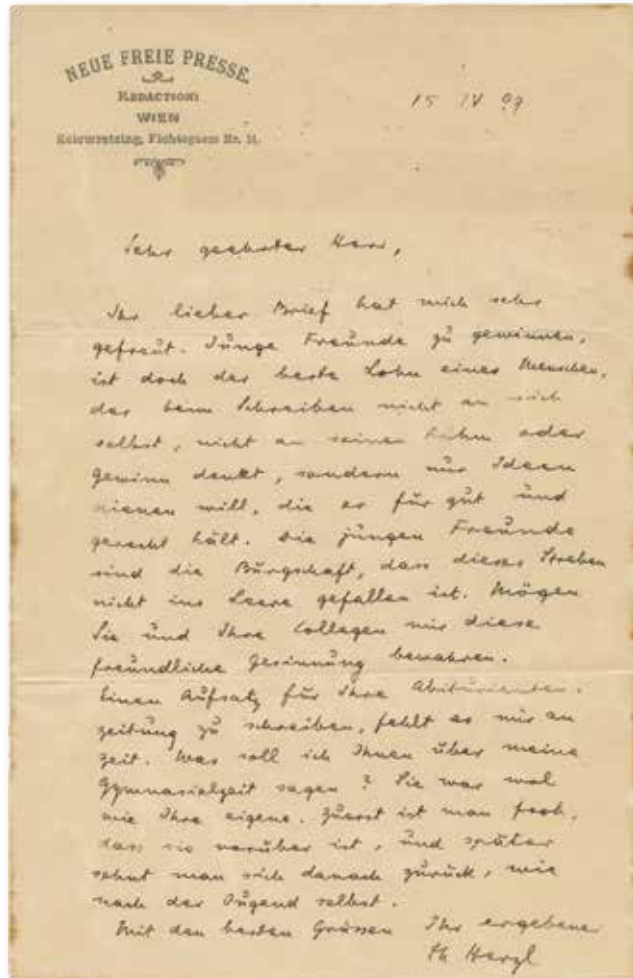 NEUE FREIE PRESSE.
REDACTION:
WIEN
15 IV 09
Sehr geehrter Herr,
Ihr lieber Brief hat mich sehr
gefreut. Junge Freunde zu gewinnen,
ist doch der beste Lohn eines Menschen,
der beim Schreiben nicht an sich
selbst, nicht an seinen Ruhm oder
Gewinn denkt, sondern nur Ideen
dienen will, die er für gut und
gerecht hält. Die jungen Freunde
sind die Bürgschaft, dass dieses Streben
nicht ins Leere gefallen ist. Mögen
Sie und Ihre Collegen mir diese
freundliche Gesinnung bewahren.
Einen Aufsatz für Ihre Abiturienten-
zeitung zu schreiben, fehlt es mir an
Zeit. Was soll ich Ihnen über meine
Gymnasialzeit sagen? Sie war wol
wie Ihre eigene. Zuerst ist man froh,
dass sie vorüber ist, und später
sehnt man sich danach zurück, wie
nach der Jugend selbst.
Mit den besten Grüssen Ihr ergebener
Th Herzl